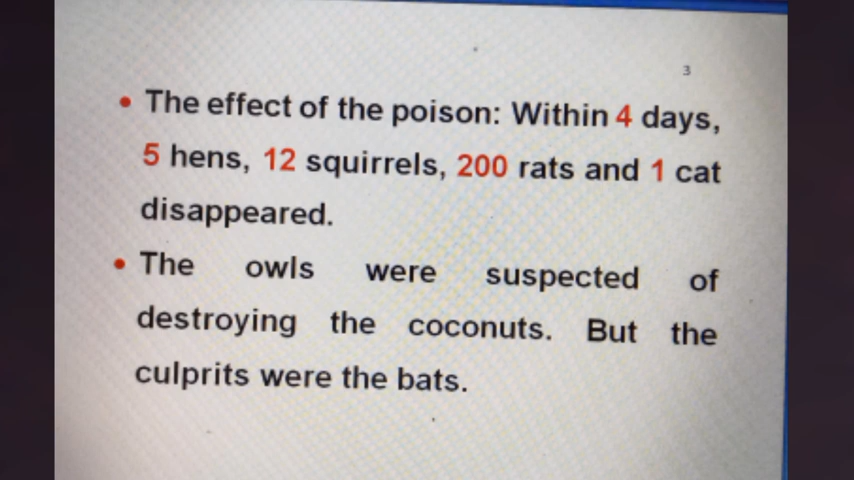 3
• The effect of the poison: Within 4 days,
5 hens, 12 squirrels, 200 rats and 1 cat
disappeared.
• The owls were suspected of
destroying the coconuts. But the
culprits were the bats.